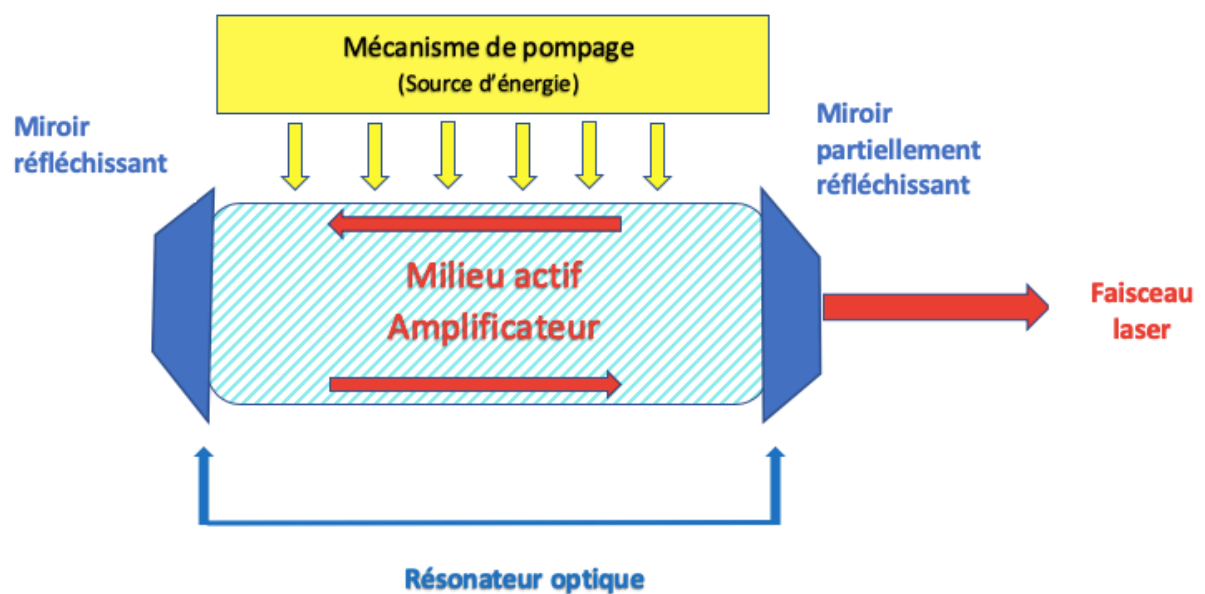 Mécanisme de pompage
(Source d'énergie)
Miroir
réfléchissant
Miroir
partiellement
réfléchissant
Milieu actif
Amplificateur
Faisceau
laser
Résonateur optique